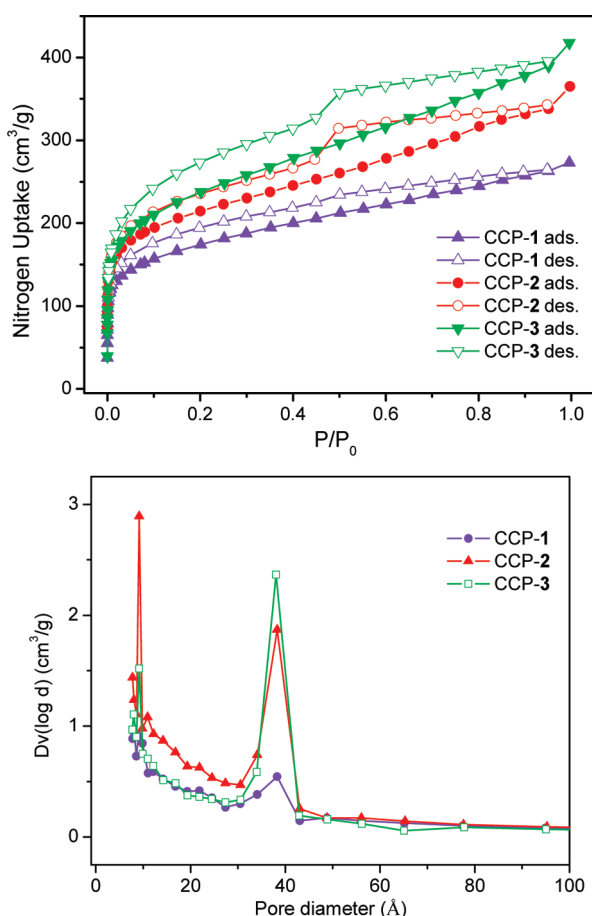 400
300
200
100
0
Nitrogen Uptake (cm³/g)
CCP-1 ads.
CCP-1 des.
CCP-2 ads.
CCP-2 des.
CCP-3 ads.
CCP-3 des.
0.0 0.2 0.4 0.6 0.8 1.0
P/P₀
3
2
1
0
Dv(log d) (cm³/g)
CCP-1
CCP-2
CCP-3
0 20 40 60 80 100
Pore diameter (Å)